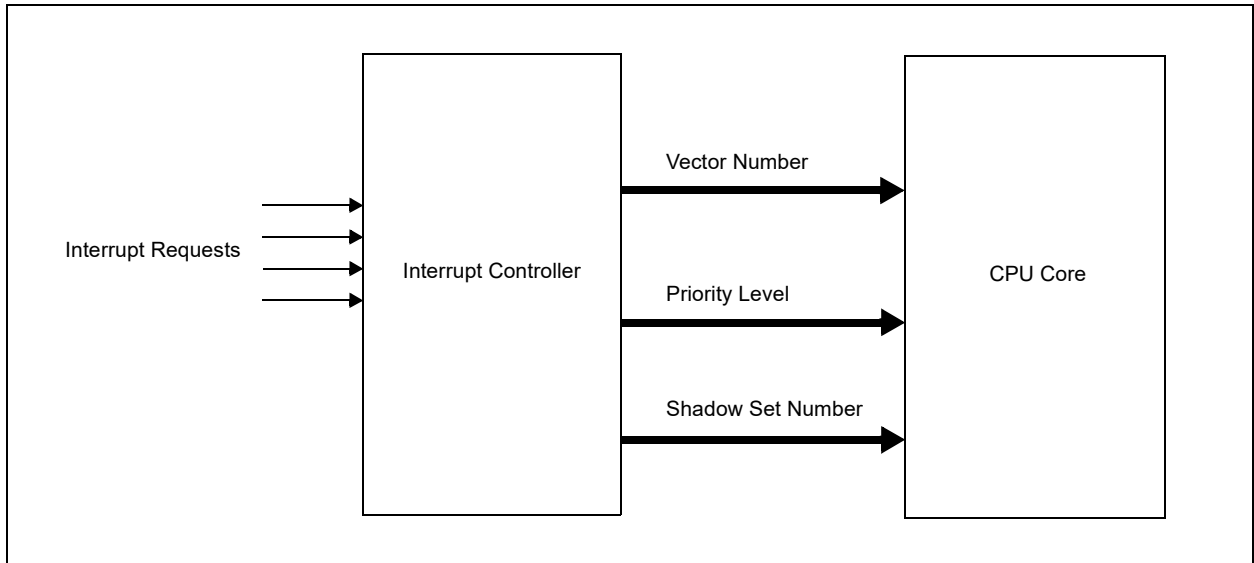 Interrupt Requests
Interrupt Controller
Vector Number
Priority Level
Shadow Set Number
CPU Core